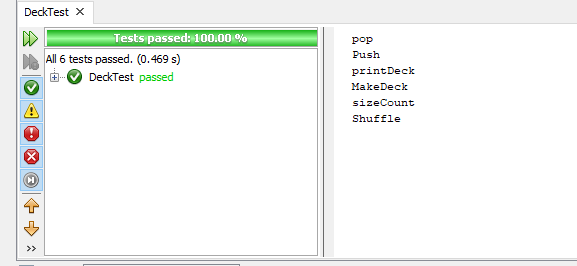 DeckTest
Tests passed: 100.00 %
All 6 tests passed. (0.469 s)
DeckTest passed
pop
Push
printDeck
MakeDeck
sizeCount
Shuffle